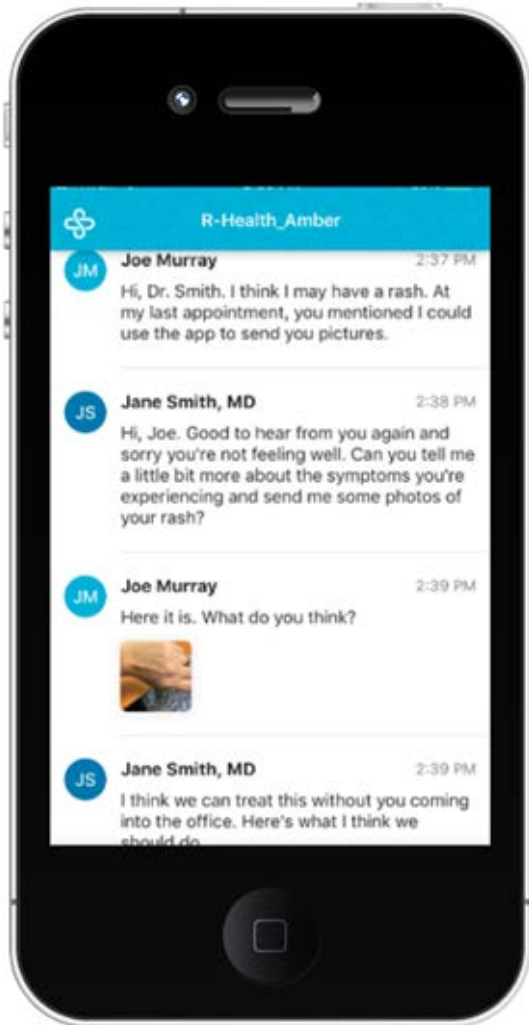 R-Health_Amber
JM
Joe Murray
2:37 PM
Hi, Dr. Smith. I think I may have a rash. At
my last appointment, you mentioned I could
use the app to send you pictures.
JS
Jane Smith, MD
2:38 PM
Hi, Joe. Good to hear from you again and
sorry you're not feeling well. Can you tell me
a little bit more about the symptoms you're
experiencing and send me some photos of
your rash?
JM
Joe Murray
2:39 PM
Here it is. What do you think?
JS
Jane Smith, MD
2:39 PM
I think we can treat this without you coming
into the office. Here's what I think we
should do